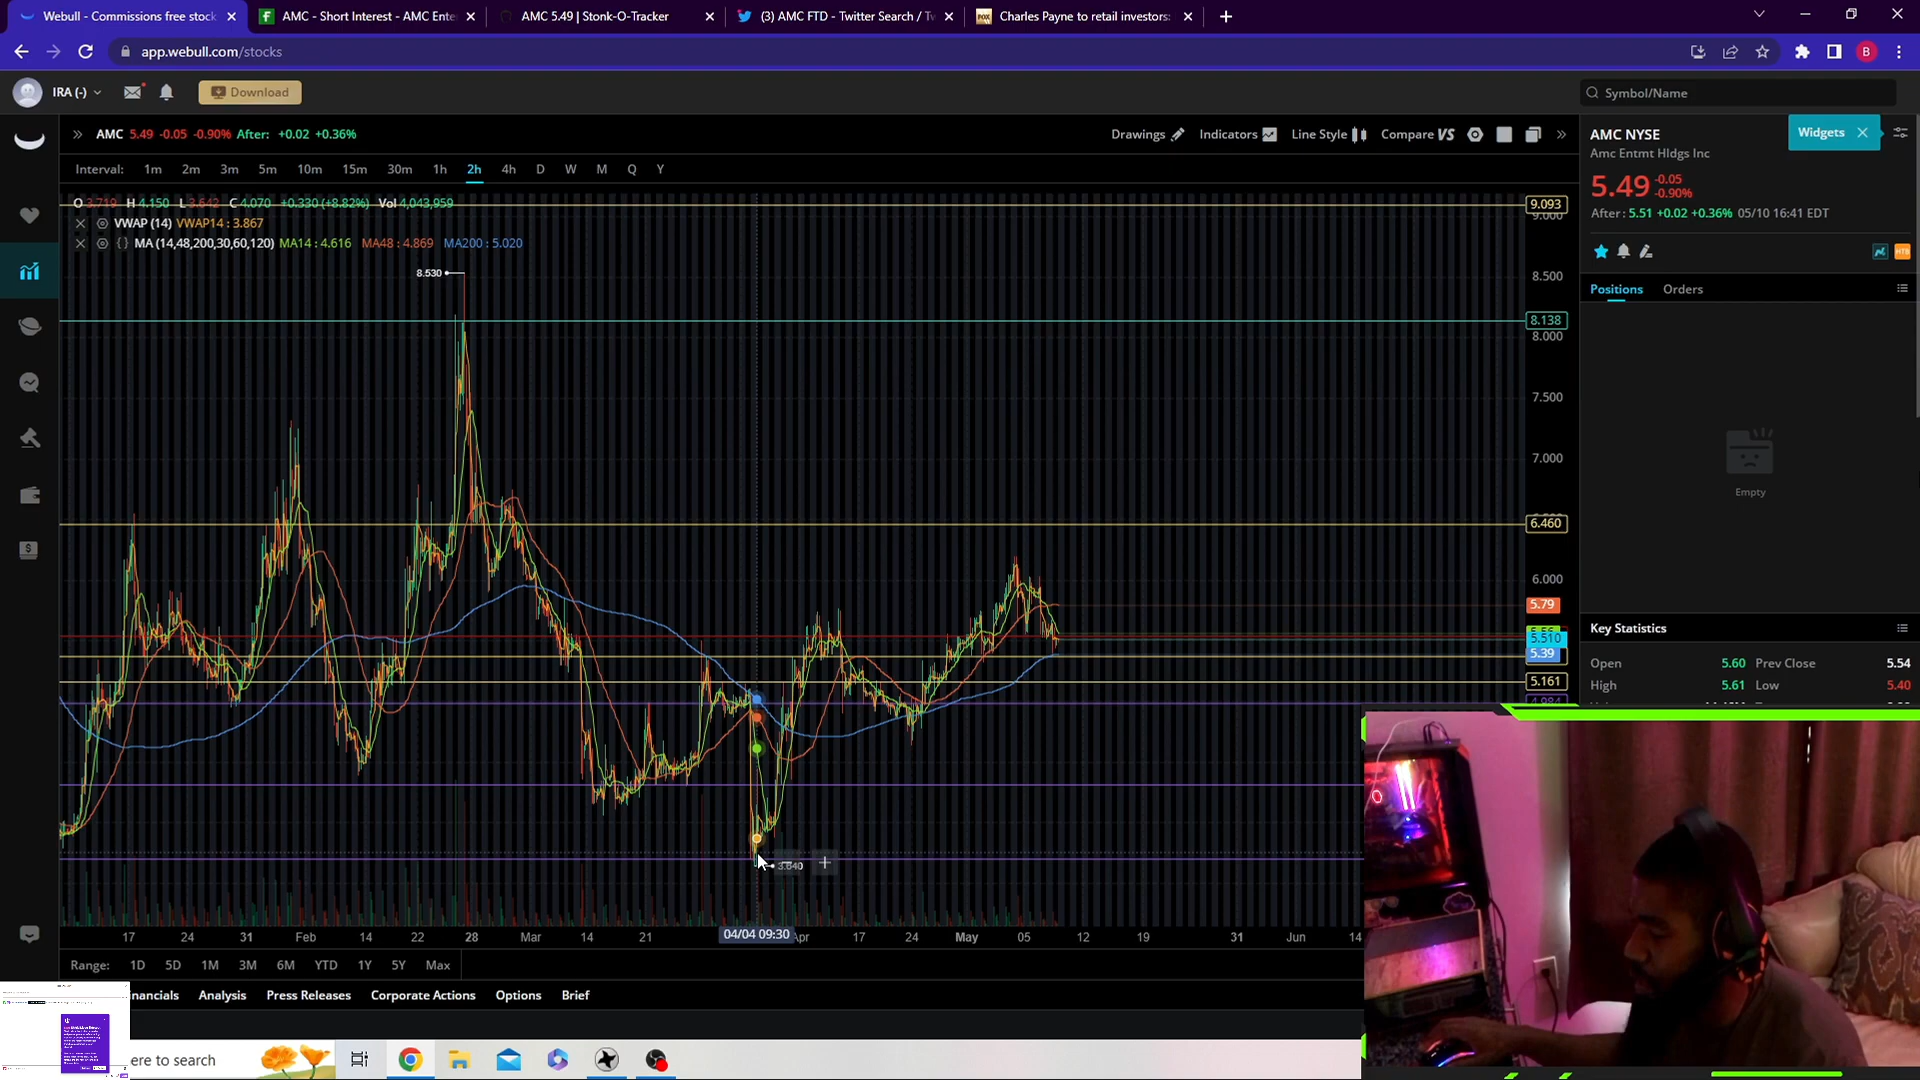 Webull - Commissions free stock
AMC - Short Interest - AMC Ente
AMC 5.49 | Stonk-O-Tracker
(3) AMC FTD - Twitter Search / Tw
Charles Payne to retail investors:
app.webull.com/stocks
B
IRA (-)
Download
Symbol/Name
AMC 5.49 -0.05 -0.90% After: +0.02 +0.36%
Drawings
Indicators
Line Style
Compare VS
Interval: 1m 2m 3m 5m 10m 15m 30m 1h 2h 4h D W M Q Y
O 3.719 H 4.150 L 3.642 C 4.070 +0.330 (+8.82%) Vol 4,043,959
VWAP (14) VWAP14 : 3.867
MA (14,48,200,30,60,120) MA14 : 4.616 MA48 : 4.869 MA200 : 5.020
8.530
3.640
9.093
9.000
8.500
8.138
8.000
7.500
7.000
6.460
6.000
5.79
5.510
5.39
5.161
17 24 31 Feb 14 22 28 Mar 14 21 04/04 09:30 Apr 17 24 May 05 12 19 31 Jun 14
Range: 1D 5D 1M 3M 6M YTD 1Y 5Y Max
nancials Analysis Press Releases Corporate Actions Options Brief
AMC NYSE
Widgets
Amc Entmt Hldgs Inc
5.49 -0.05
-0.90%
After: 5.51 +0.02 +0.36% 05/10 16:41 EDT
Positions Orders
Empty
Key Statistics
Open 5.60 Prev Close 5.54
High 5.61 Low 5.40
ere to search